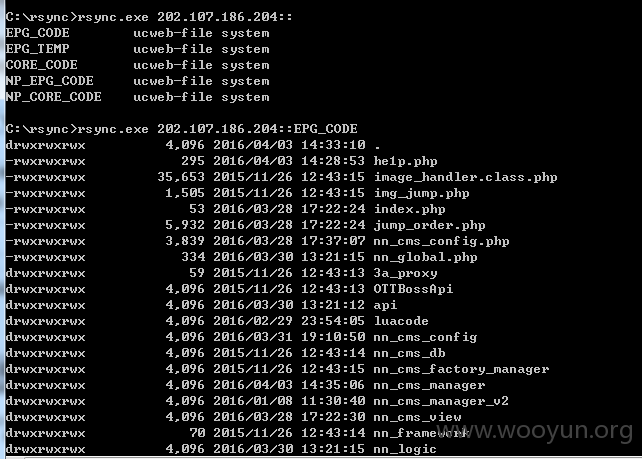 C:\rsync>rsync.exe 202.107.186.204::
EPG_CODE ucweb-file system
EPG_TEMP ucweb-file system
CORE_CODE ucweb-file system
NP_EPG_CODE ucweb-file system
NP_CORE_CODE ucweb-file system
C:\rsync>rsync.exe 202.107.186.204::EPG_CODE
drwxrwxrwx 4,096 2016/04/03 14:33:10 .
-rwxrwxrwx 295 2016/04/03 14:28:53 he1p.php
-rwxrwxrwx 35,653 2015/11/26 12:43:15 image_handler.class.php
-rwxrwxrwx 1,505 2015/11/26 12:43:15 img_jump.php
-rwxrwxrwx 53 2016/03/28 17:22:24 index.php
-rwxrwxrwx 5,932 2016/03/28 17:22:24 jump_order.php
-rwxrwxrwx 3,839 2016/03/28 17:37:07 nn_cms_config.php
-rwxrwxrwx 334 2016/03/30 13:21:15 nn_global.php
drwxrwxrwx 59 2015/11/26 12:43:13 3a_proxy
drwxrwxrwx 4,096 2015/11/26 12:43:13 OTTBossApi
drwxrwxrwx 4,096 2016/03/30 13:21:12 api
drwxrwxrwx 4,096 2016/02/29 23:54:05 luacode
drwxrwxrwx 4,096 2016/03/31 19:10:50 nn_cms_config
drwxrwxrwx 4,096 2015/11/26 12:43:14 nn_cms_db
drwxrwxrwx 4,096 2015/11/26 12:43:14 nn_cms_factory_manager
drwxrwxrwx 4,096 2016/04/03 14:35:06 nn_cms_manager
drwxrwxrwx 4,096 2016/01/08 11:30:40 nn_cms_manager_v2
drwxrwxrwx 4,096 2016/03/28 17:22:30 nn_cms_view
drwxrwxrwx 70 2015/11/26 12:43:14 nn_framework
drwxrwxrwx 4,096 2016/03/30 13:21:15 nn_logic
www.wooyun.org